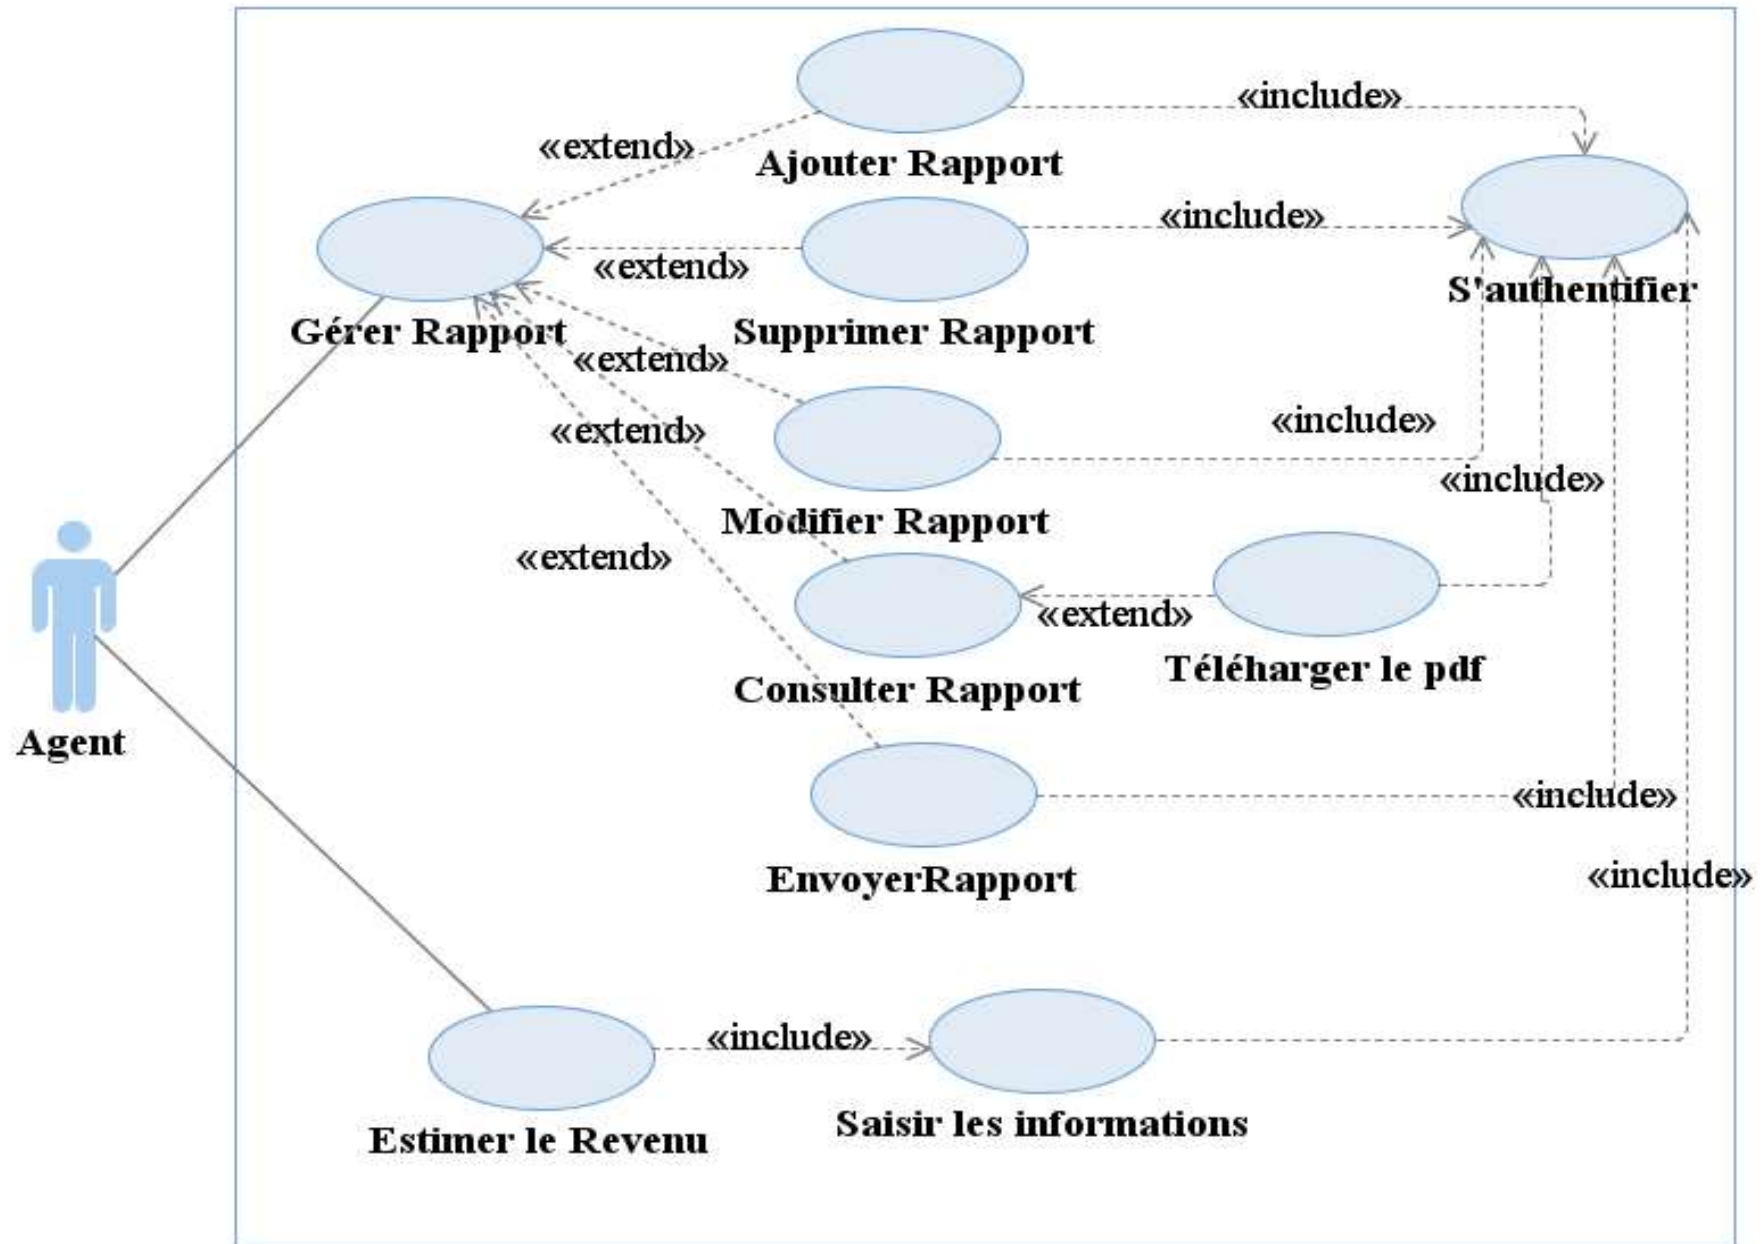 «include»
«extend»
Ajouter Rapport
«include»
«extend»
S'authentifier
Gérer Rapport
Supprimer Rapport
«extend»
«include»
«extend»
«include»
Modifier Rapport
«extend»
«extend»
Téléharger le pdf
Consulter Rapport
Agent
«include»
EnvoyerRapport
«include»
«include»
Saisir les informations
Estimer le Revenu